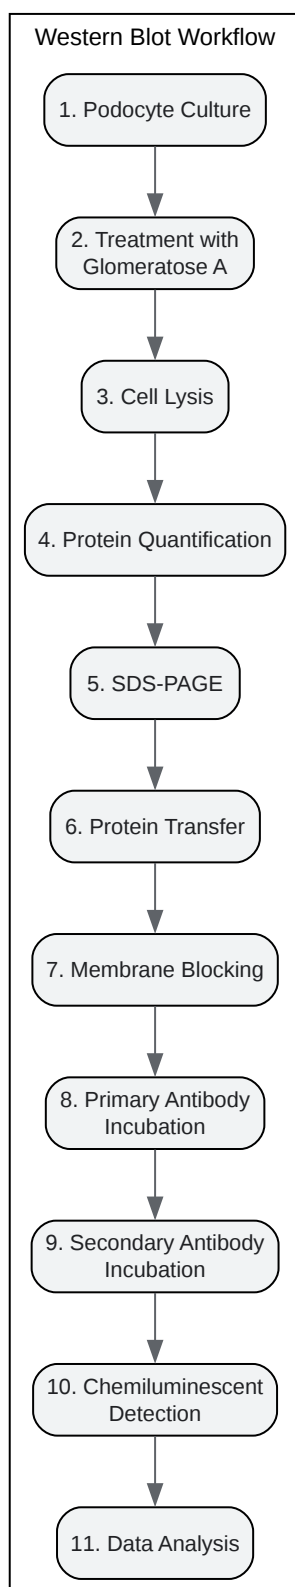 Western Blot Workflow
1. Podocyte Culture
2. Treatment with
Glomeratose A
3. Cell Lysis
4. Protein Quantification
5. SDS-PAGE
6. Protein Transfer
7. Membrane Blocking
8. Primary Antibody
Incubation
9. Secondary Antibody
Incubation
10. Chemiluminescent
Detection
11. Data Analysis